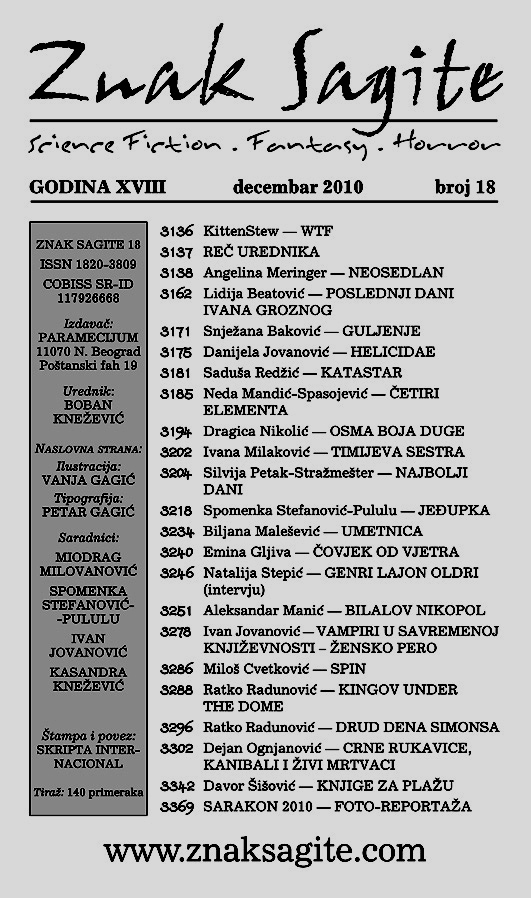 Znak Sagite
Science Fiction . Fantasy . Horror
GODINA XVIII decembar 2010 broj 18
ZNAK SAGITE 18
ISSN 1820-3809
COBISS SR-ID
117926668
Izdavač:
PARAMECIJUM
11070 N. Beograd
Poštanski fah 19
Urednik:
BOBAN
KNEŽEVIĆ
NASLOVNA STRANA:
Ilustracija:
VANJA GAGIĆ
Tipografija:
PETAR GAGIĆ
Saradnici:
MIODRAG
MILOVANOVIĆ
SPOMENKA
STEFANOVIĆ-
-PULULU
IVAN
JOVANOVIĆ
KASANDRA
KNEŽEVIĆ
Štampa i povez:
SKRIPTA INTER-
NACIONAL
Tiraž: 140 primeraka
3136 KittenStew — WTF
3137 REČ UREDNIKA
3138 Angelina Meringer — NEOSEDLAN
3162 Lidija Beatović — POSLEDNJI DANI
IVANA GROZNOG
3171 Snježana Baković — GULJENJE
3175 Danijela Jovanović — HELICIDAE
3181 Saduša Redžić — KATASTAR
3185 Neda Mandić-Spasojević — ČETIRI
ELEMENTA
3194 Dragica Nikolić — OSMA BOJA DUGE
3202 Ivana Milaković — TIMIJEVA SESTRA
3204 Silvija Petak-Stražmešter — NAJBOLJI
DANI
3218 Spomenka Stefanović-Pululu — JEĐUPKA
3234 Biljana Malešević — UMETNICA
3240 Emina Gljiva — ČOVJEK OD VJETRA
3246 Natalija Stepić — GENRI LAJON OLDRI
(intervju)
3251 Aleksandar Manić — BILALOV NIKOPOL
3278 Ivan Jovanović — VAMPIRI U SAVREMENOJ
KNJIŽEVNOSTI – ŽENSKO PERO
3286 Miloš Cvetković — SPIN
3288 Ratko Radunović — KINGOV UNDER
THE DOME
3296 Ratko Radunović — DRUD DENA SIMONSA
3302 Dejan Ognjanović — CRNE RUKAVICE,
KANIBALI I ŽIVI MRTVACI
3342 Davor Šišović — KNJIGE ZA PLAŽU
3369 SARAKON 2010 — FOTO-REPORTAŽA
www.znaksagite.com